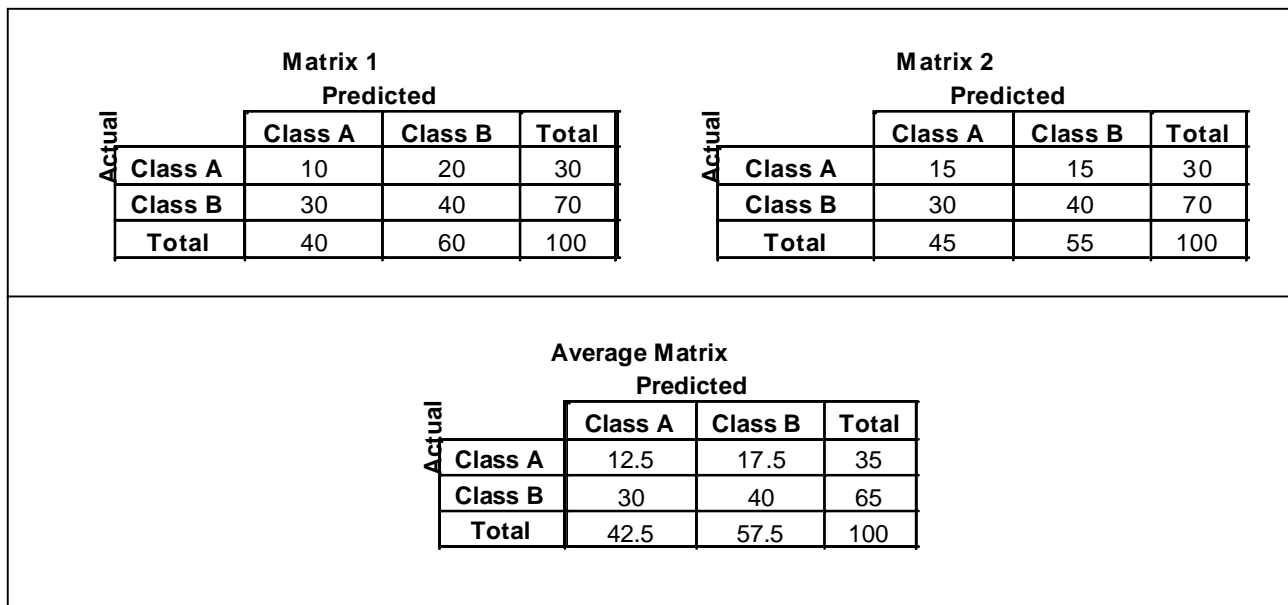 Matrix 1
Predicted
Actual
Class A Class B Total
Class A 10 20 30
Class B 30 40 70
Total 40 60 100
Matrix 2
Predicted
Actual
Class A Class B Total
Class A 15 15 30
Class B 30 40 70
Total 45 55 100
Average Matrix
Predicted
Actual
Class A Class B Total
Class A 12.5 17.5 35
Class B 30 40 65
Total 42.5 57.5 100